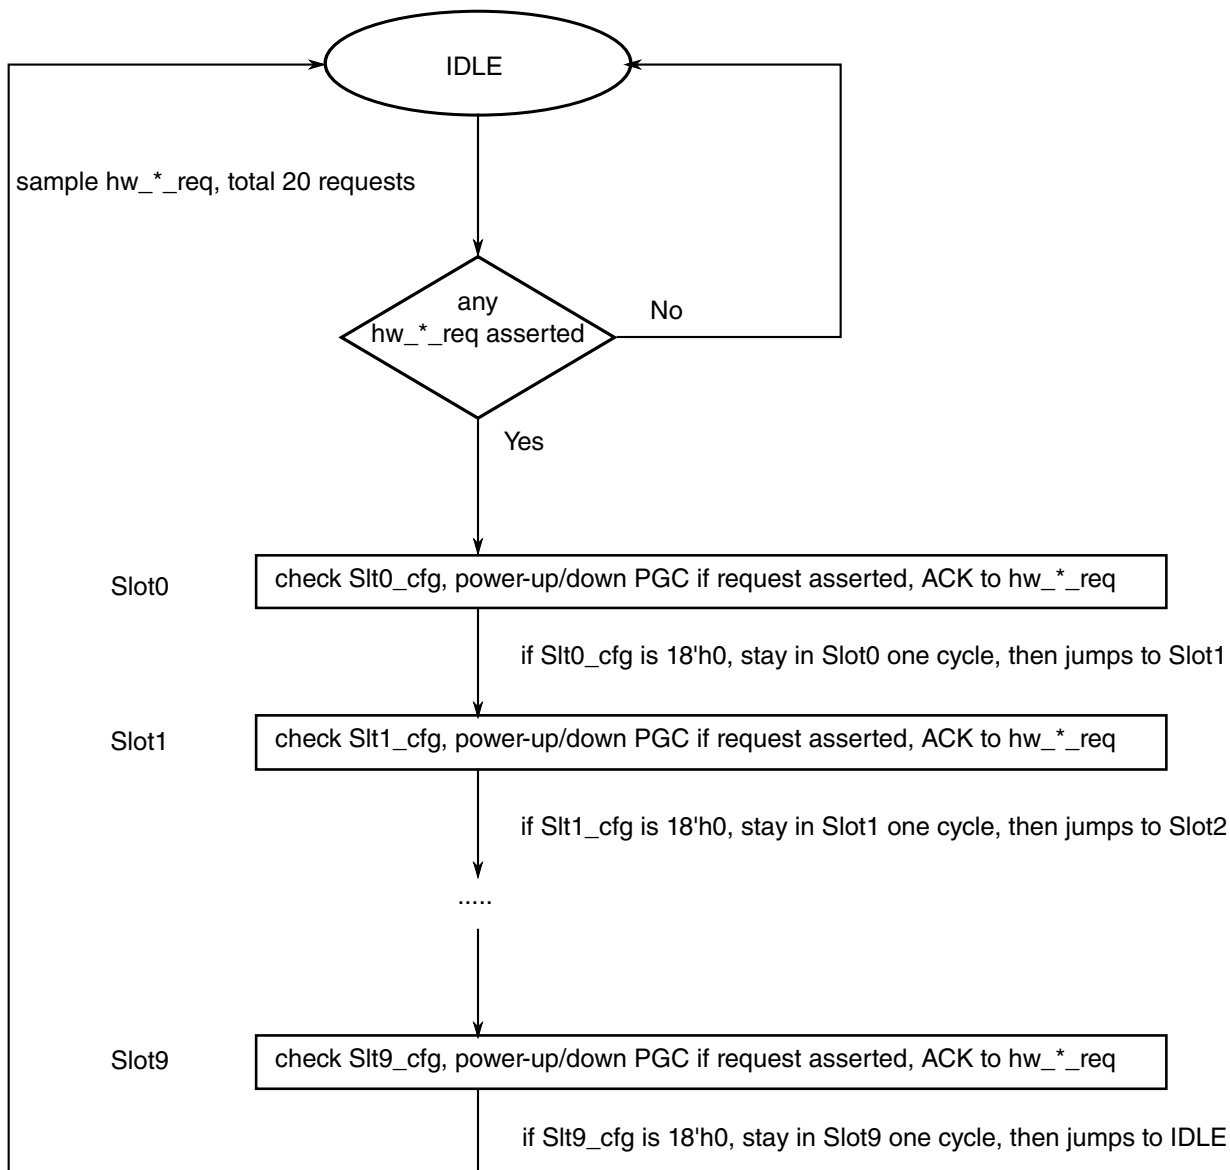 IDLE
sample hw_*_req, total 20 requests
any
hw_*_req asserted
No
Yes
Slot0
check Slt0_cfg, power-up/down PGC if request asserted, ACK to hw_*_req
if Slt0_cfg is 18'h0, stay in Slot0 one cycle, then jumps to Slot1
Slot1
check Slt1_cfg, power-up/down PGC if request asserted, ACK to hw_*_req
if Slt1_cfg is 18'h0, stay in Slot1 one cycle, then jumps to Slot2
.....
Slot9
check Slt9_cfg, power-up/down PGC if request asserted, ACK to hw_*_req
if Slt9_cfg is 18'h0, stay in Slot9 one cycle, then jumps to IDLE